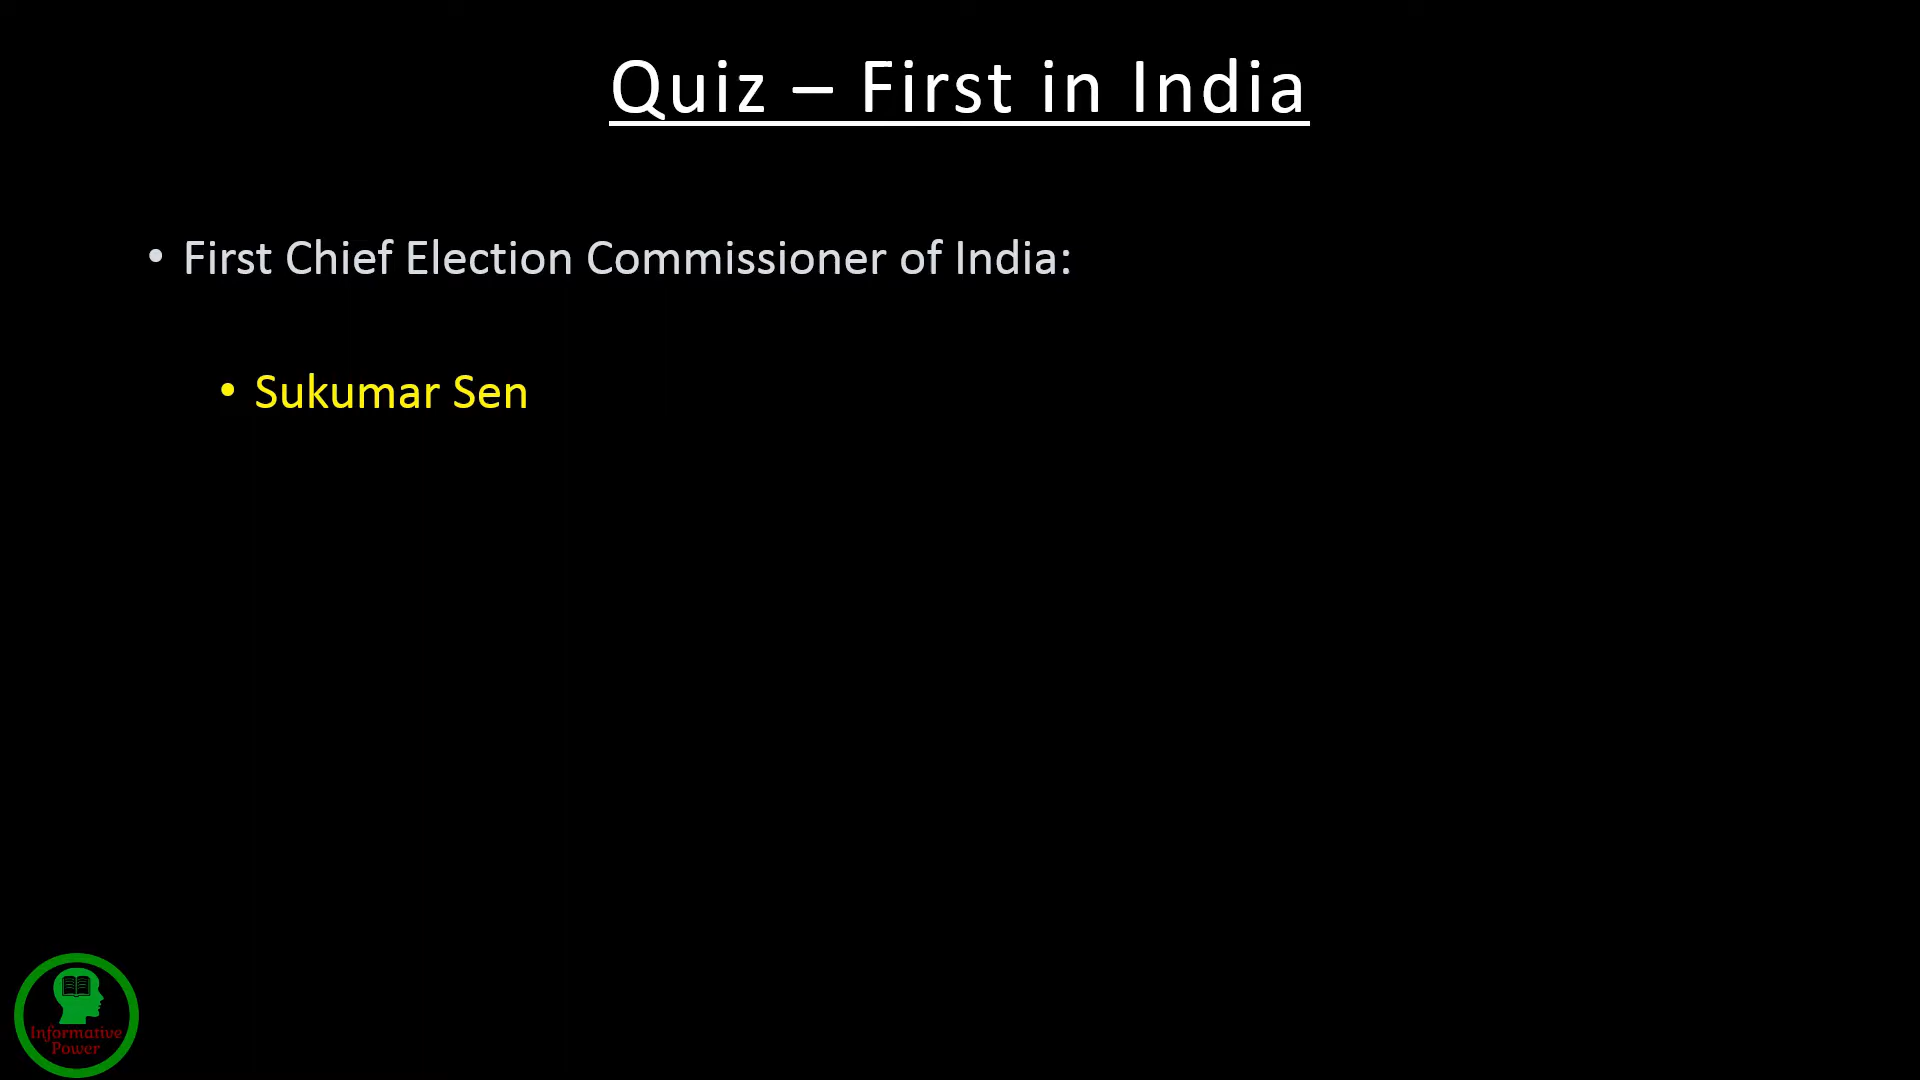 Quiz – First in India
• First Chief Election Commissioner of India:
• Sukumar Sen
Informative
Power